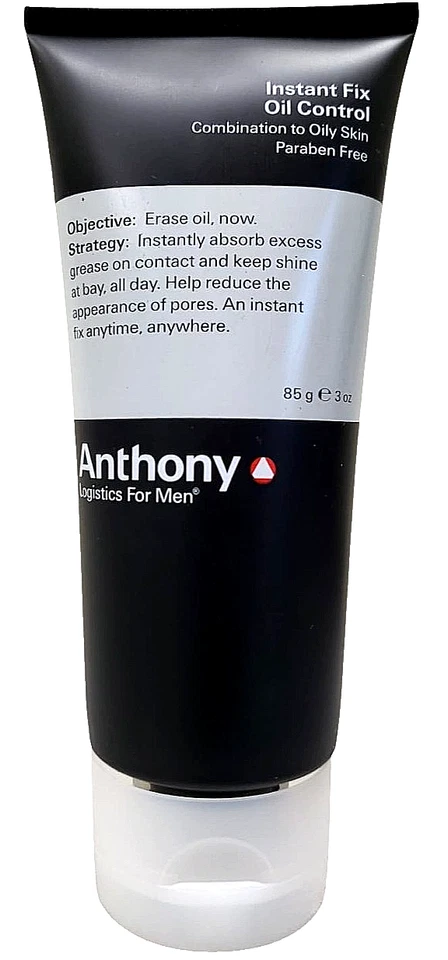 Instant Fix
Oil Control
Combination to Oily Skin
Paraben Free
Objective: Erase oil, now.
Strategy: Instantly absorb excess
grease on contact and keep shine
at bay, all day. Help reduce the
appearance of pores. An instant
fix anytime, anywhere.
85 g ℮ 3 oz
Anthony
Logistics For Men®